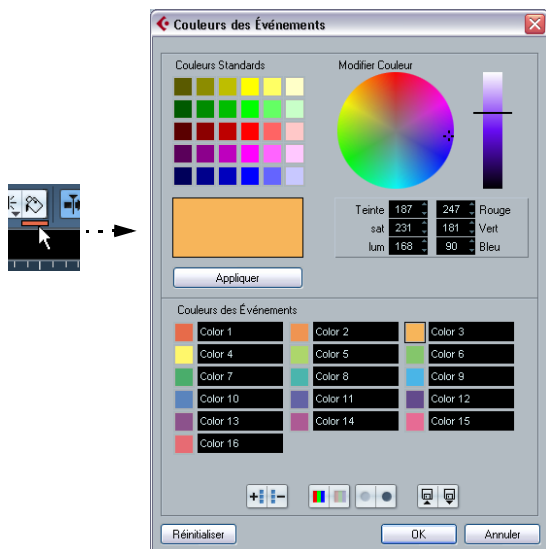 Couleurs des Événements
Couleurs Standards
Modifier Couleur
Teinte 187 247 Rouge
sat 231 181 Vert
lum 168 90 Bleu
Appliquer
Couleurs des Événements
Color 1 Color 2 Color 3
Color 4 Color 5 Color 6
Color 7 Color 8 Color 9
Color 10 Color 11 Color 12
Color 13 Color 14 Color 15
Color 16
Réinitialiser OK Annuler